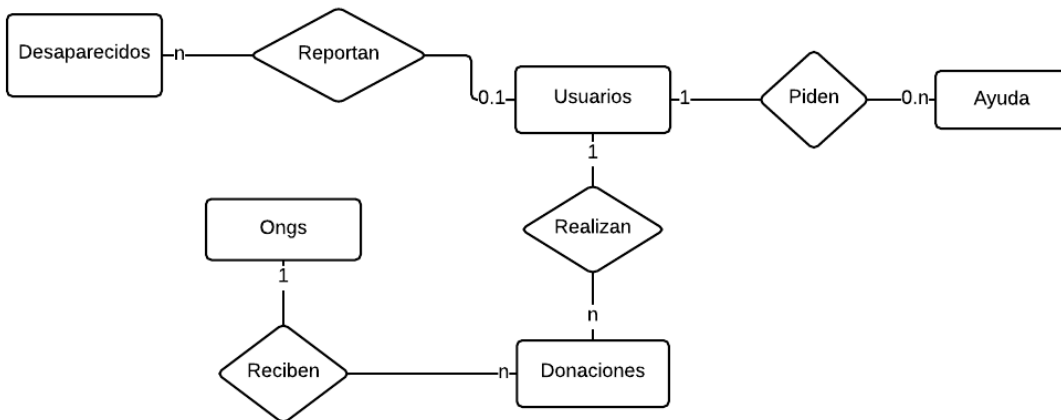 Desaparecidos
n
Reportan
0.1
Usuarios
1
Piden
0.n
Ayuda
1
Realizan
n
Ongs
1
Reciben
n
Donaciones